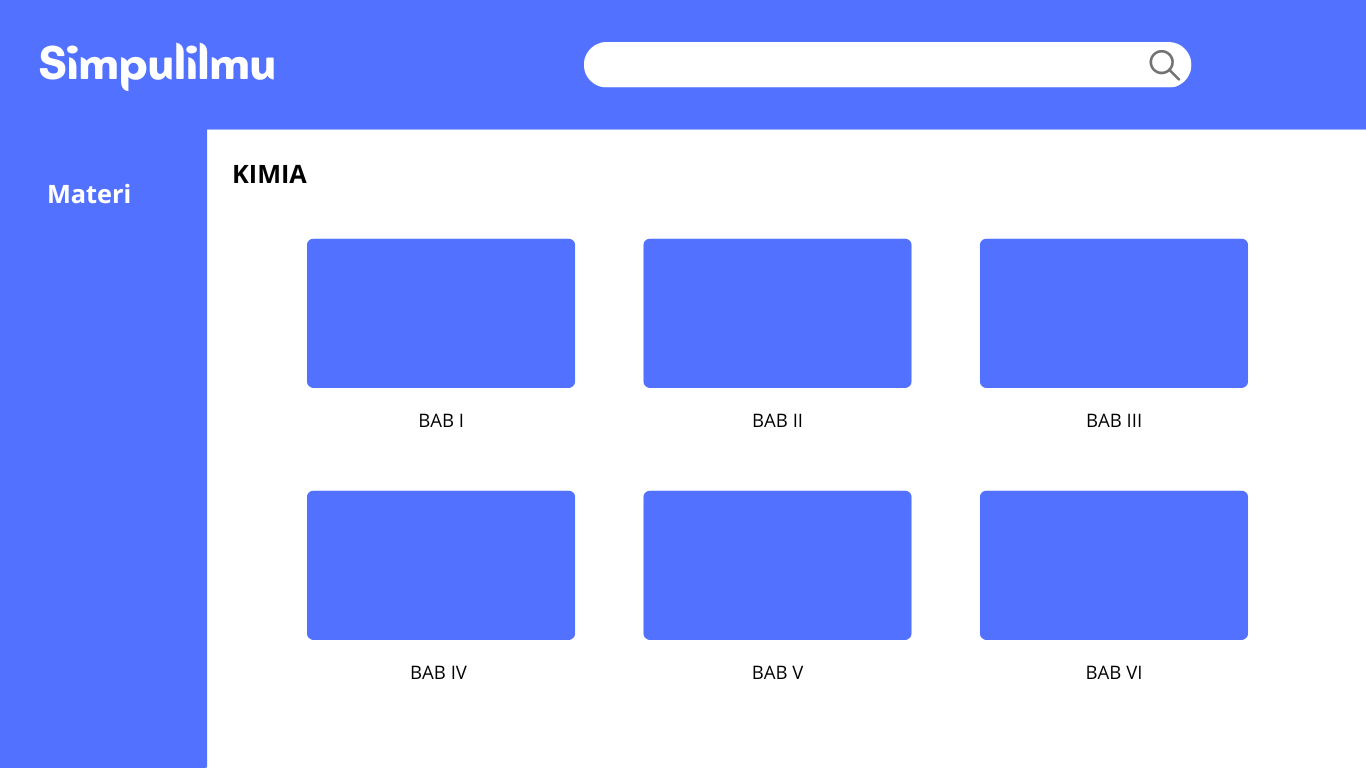 Simpulilmu
Materi
KIMIA
BAB I
BAB II
BAB III
BAB IV
BAB V
BAB VI